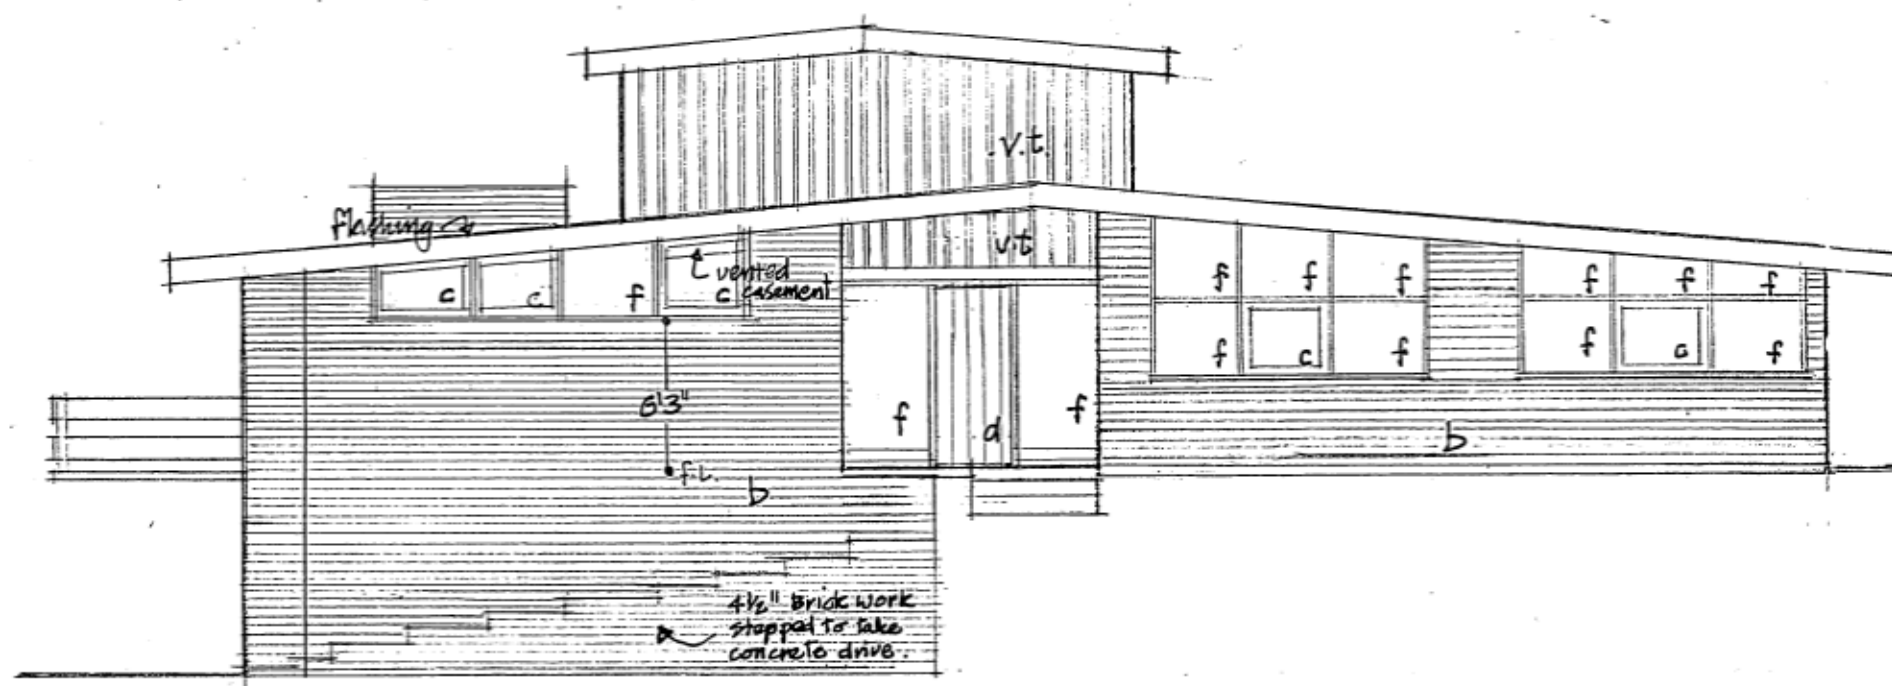 v.t.
flashing
v.t
vented
c casement
c
c
f
f
f
f
f
f
f
f
c
f
f
c
f
6'3"
f
d
f
b
f.L.
b
4½" Brick work
stepped to take
concrete drive.